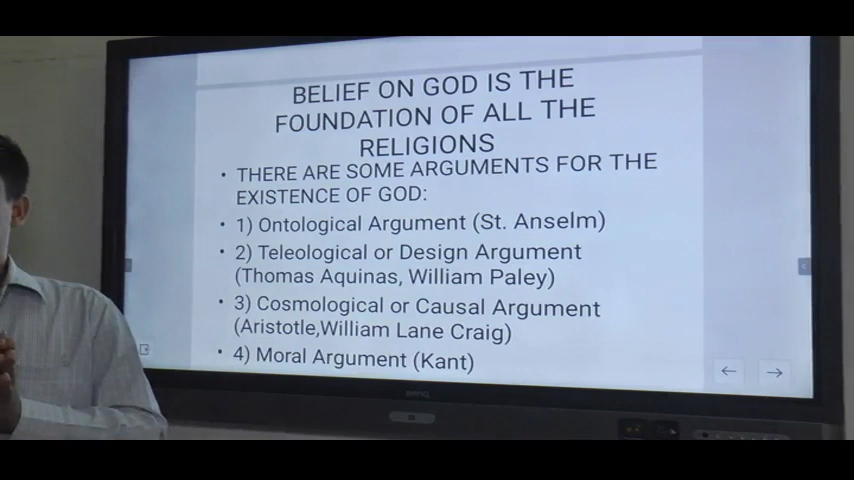 BELIEF ON GOD IS THE
FOUNDATION OF ALL THE
RELIGIONS
• THERE ARE SOME ARGUMENTS FOR THE
EXISTENCE OF GOD:
• 1) Ontological Argument (St. Anselm)
• 2) Teleological or Design Argument
(Thomas Aquinas, William Paley)
• 3) Cosmological or Causal Argument
(Aristotle,William Lane Craig)
• 4) Moral Argument (Kant)
BENQ